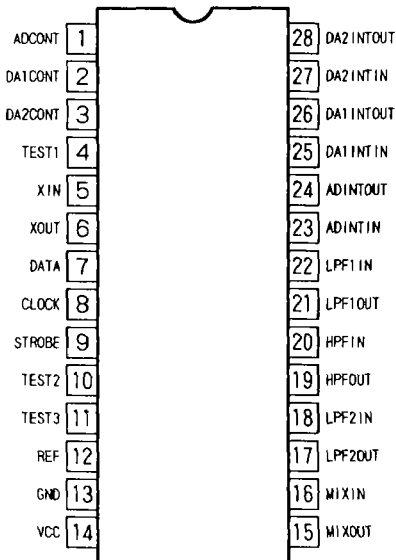 ADCONT 1 28 DA2INTOUT
DA1CONT 2 27 DA2INTIN
DA2CONT 3 26 DA1INTOUT
TEST1 4 25 DA1INTIN
XIN 5 24 ADINTOUT
XOUT 6 23 ADINTIN
DATA 7 22 LPF1IN
CLOCK 8 21 LPF1OUT
STROBE 9 20 HPFIN
TEST2 10 19 HPFOUT
TEST3 11 18 LPF2IN
REF 12 17 LPF2OUT
GND 13 16 MIXIN
VCC 14 15 MIXOUT